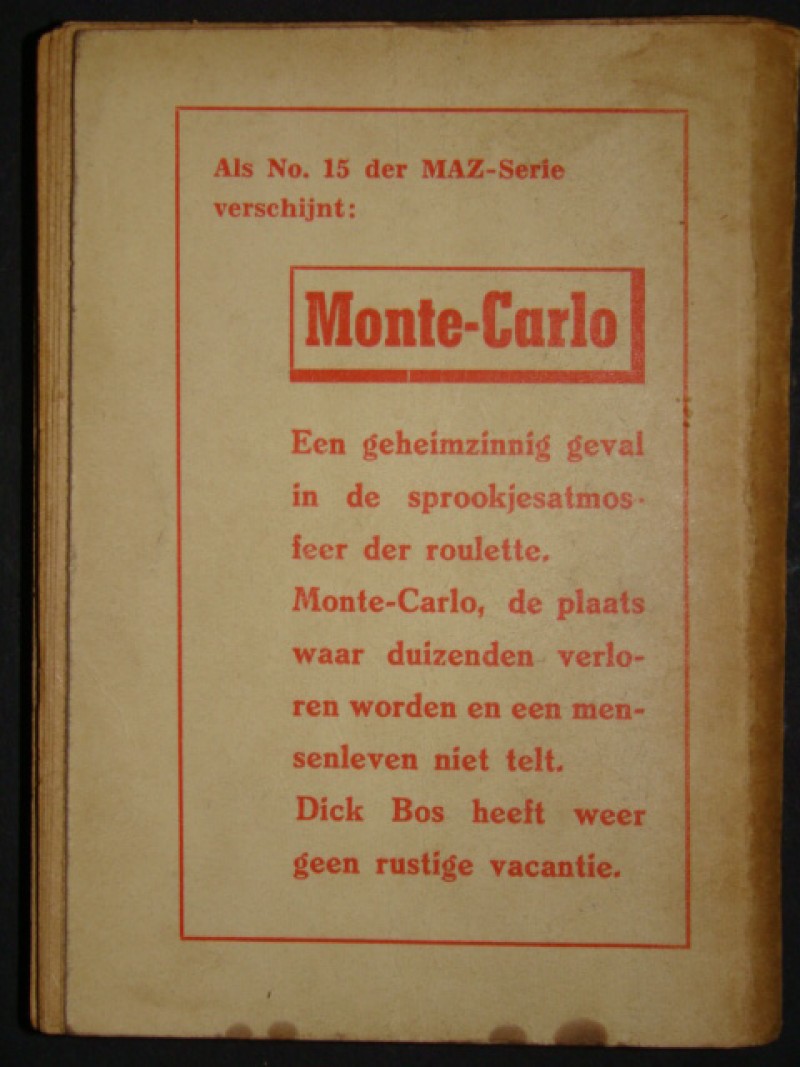 Als No. 15 der MAZ-Serie
verschijnt:
Monte-Carlo
Een geheimzinnig geval
in de sprookjesatmos-
feer der roulette.
Monte-Carlo, de plaats
waar duizenden verlo-
ren worden en een men-
senleven niet telt.
Dick Bos heeft weer
geen rustige vacantie.